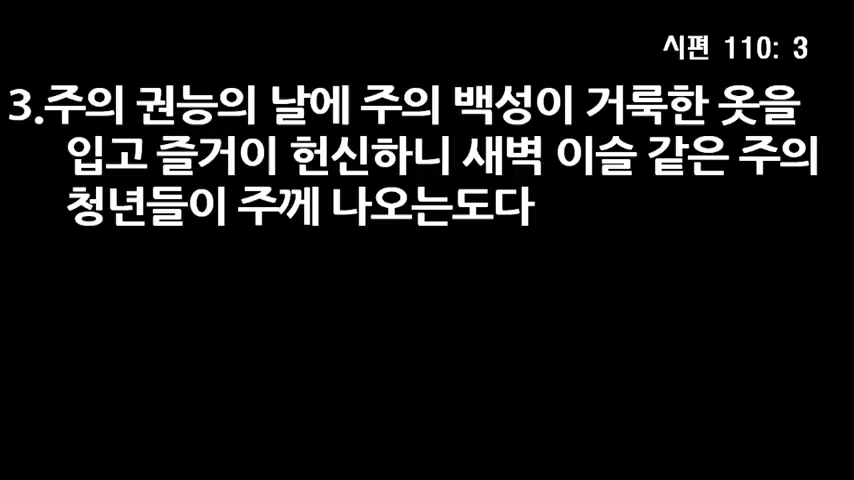 시편 110: 3
3.주의 권능의 날에 주의 백성이 거룩한 옷을
입고 즐거이 헌신하니 새벽 이슬 같은 주의
청년들이 주께 나오는도다